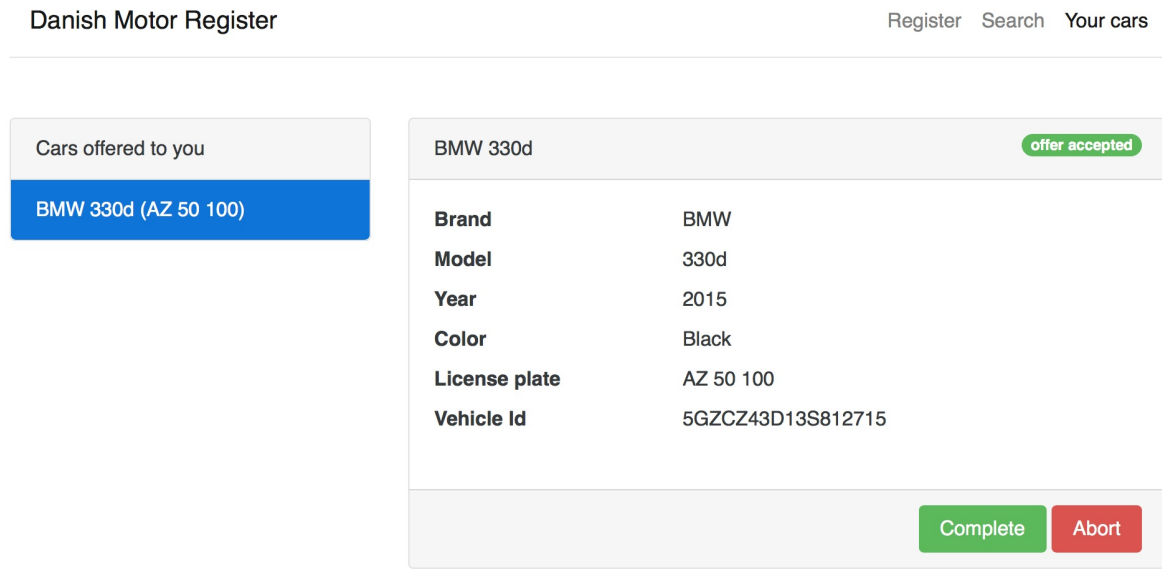 Danish Motor Register
Register Search Your cars
Cars offered to you
BMW 330d (AZ 50 100)
BMW 330d offer accepted
Brand BMW
Model 330d
Year 2015
Color Black
License plate AZ 50 100
Vehicle Id 5GZCZ43D13S812715
Complete Abort